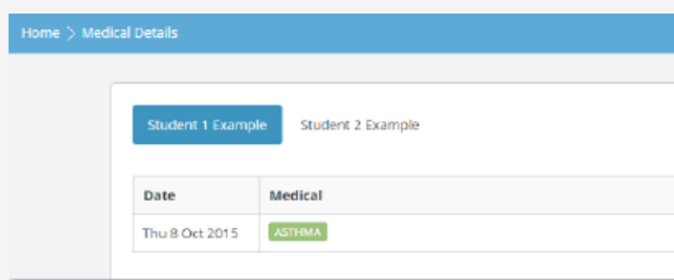 Home > Medical Details
Student 1 Example Student 2 Example
Date Medical
Thu 8 Oct 2015 ASTHMA